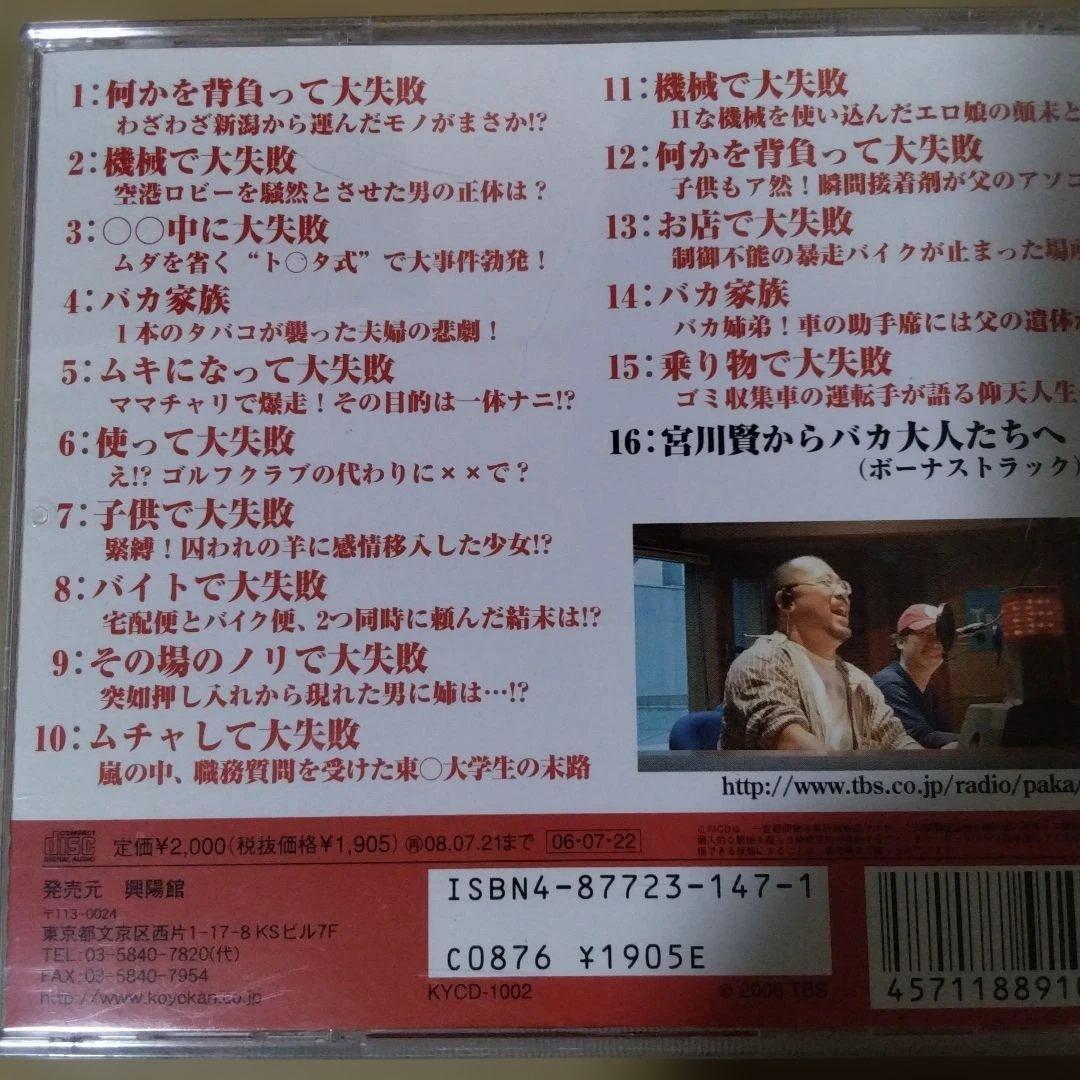 1:何かを背負って大失敗
わざわざ新潟から運んだモノがまさか!?
2:機械で大失敗
空港ロビーを騒然とさせた男の正体は？
3:○○中に大失敗
ムダを省く“ト○タ式”で大事件勃発！
4:バカ家族
１本のタバコが襲った夫婦の悲劇！
5:ムキになって大失敗
ママチャリで爆走！その目的は一体ナニ!?
6:使って大失敗
え!? ゴルフクラブの代わりに××で？
7:子供で大失敗
緊縛！囚われの羊に感情移入した少女!?
8:バイトで大失敗
宅配便とバイク便、2つ同時に頼んだ結末は!?
9:その場のノリで大失敗
突如押し入れから現れた男に姉は…!?
10:ムチャして大失敗
嵐の中、職務質問を受けた東○大学生の末路
11:機械で大失敗
Hな機械を使い込んだエロ娘の顛末と
12:何かを背負って大失敗
子供もア然！瞬間接着剤が父のアソコ
13:お店で大失敗
制御不能の暴走バイクが止まった場所
14:バカ家族
バカ姉弟！車の助手席には父の遺体が
15:乗り物で大失敗
ゴミ収集車の運転手が語る仰天人生
16:宮川賢からバカ大人たちへ
(ボーナストラック)
http://www.tbs.co.jp/radio/paka/
COMPACT
disc
DIGITAL AUDIO
定価¥2,000(税抜価格¥1,905) 再08.07.21まで 06・07・22
発売元 興陽館
〒113-0024
東京都文京区西片1-17-8 KSビル7F
TEL:03-5840-7820(代)
FAX:03-5840-7954
http://www.koyokan.co.jp
ISBN4-87723-147-1
C0876 ¥1905E
KYCD-1002
© 2006 TBS
457118891